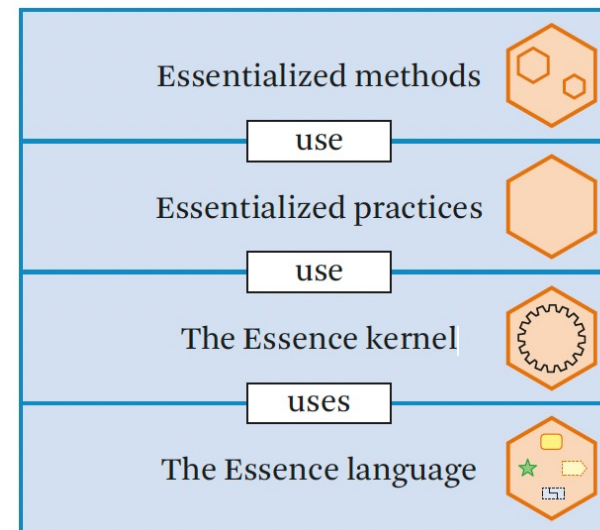 Essentialized methods
use
Essentialized practices
use
The Essence kernel
uses
The Essence language